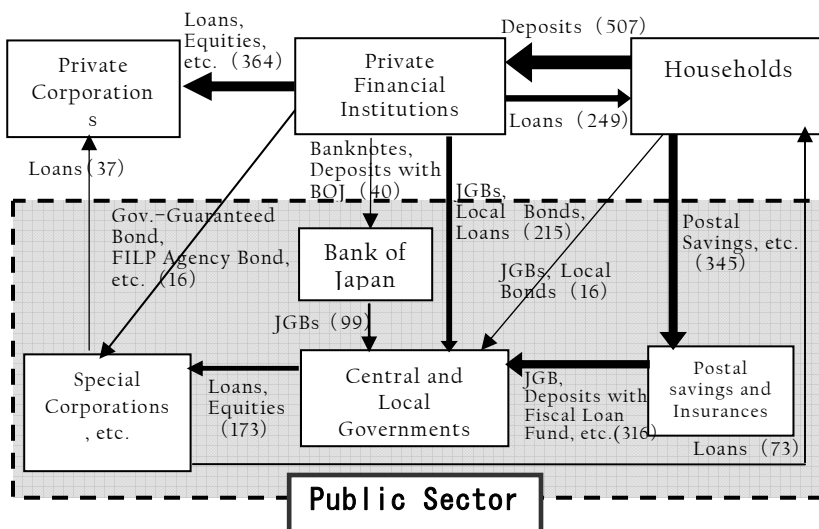 Loans,
Equities,
etc. (364)
Deposits (507)
Private
Corporation
s
Private
Financial
Institutions
Households
Loans (249)
Loans (37)
Banknotes,
Deposits with
BOJ (40)
JGBs,
Local Bonds,
Loans (215)
Postal
Savings, etc.
(345)
Gov.-Guaranteed
Bond,
FILP Agency Bond,
etc. (16)
Bank of
Japan
JGBs, Local
Bonds (16)
JGBs (99)
Special
Corporations
, etc.
Loans,
Equities
(173)
Central and
Local
Governments
JGB,
Deposits with
Fiscal Loan
Fund, etc.(316)
Postal
savings and
Insurances
Loans (73)
Public Sector